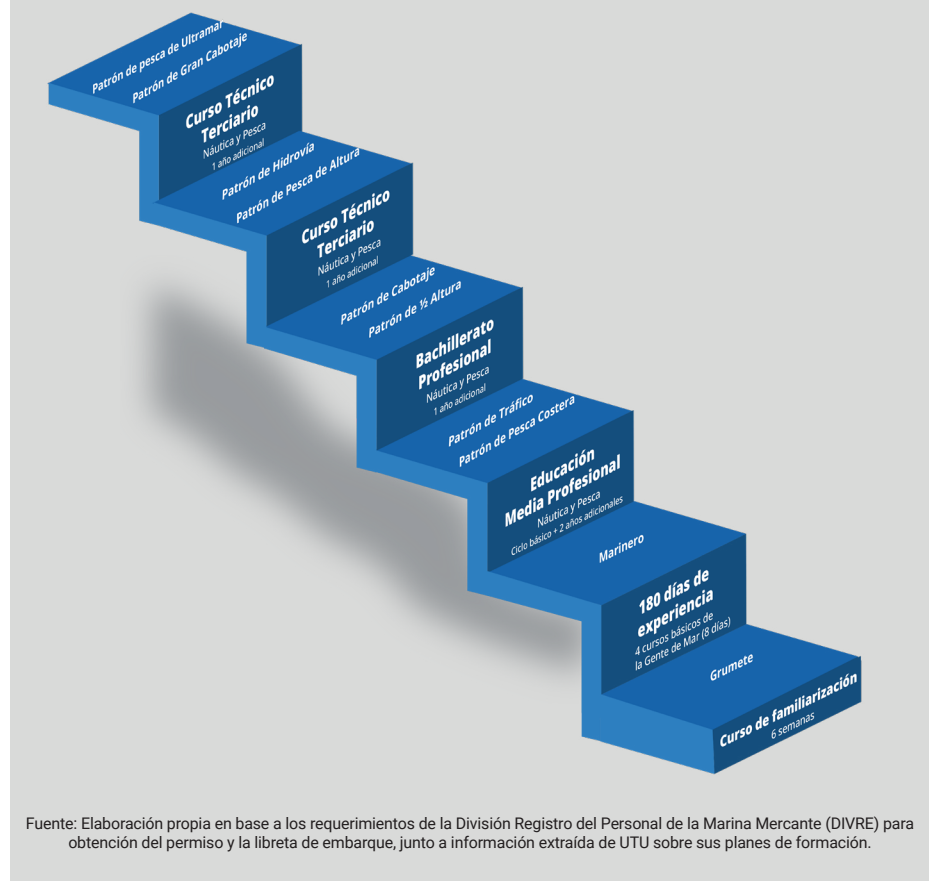 Patrón de pesca de Ultramar
Patrón de Gran Cabotaje
Curso Técnico
Terciario
Náutica y Pesca
1 año adicional
Patrón de Hidrovía
Patrón de Pesca de Altura
Curso Técnico
Terciario
Náutica y Pesca
1 año adicional
Patrón de Cabotaje
Patrón de ½ Altura
Bachillerato
Profesional
Náutica y Pesca
1 año adicional
Patrón de Tráfico
Patrón de Pesca Costera
Educación
Media Profesional
Náutica y Pesca
Ciclo básico + 2 años adicionales
Marinero
180 días de
experiencia
4 cursos básicos de
la Gente de Mar (8 días)
Grumete
Curso de familiarización
6 semanas
Fuente: Elaboración propia en base a los requerimientos de la División Registro del Personal de la Marina Mercante (DIVRE) para
obtención del permiso y la libreta de embarque, junto a información extraída de UTU sobre sus planes de formación.